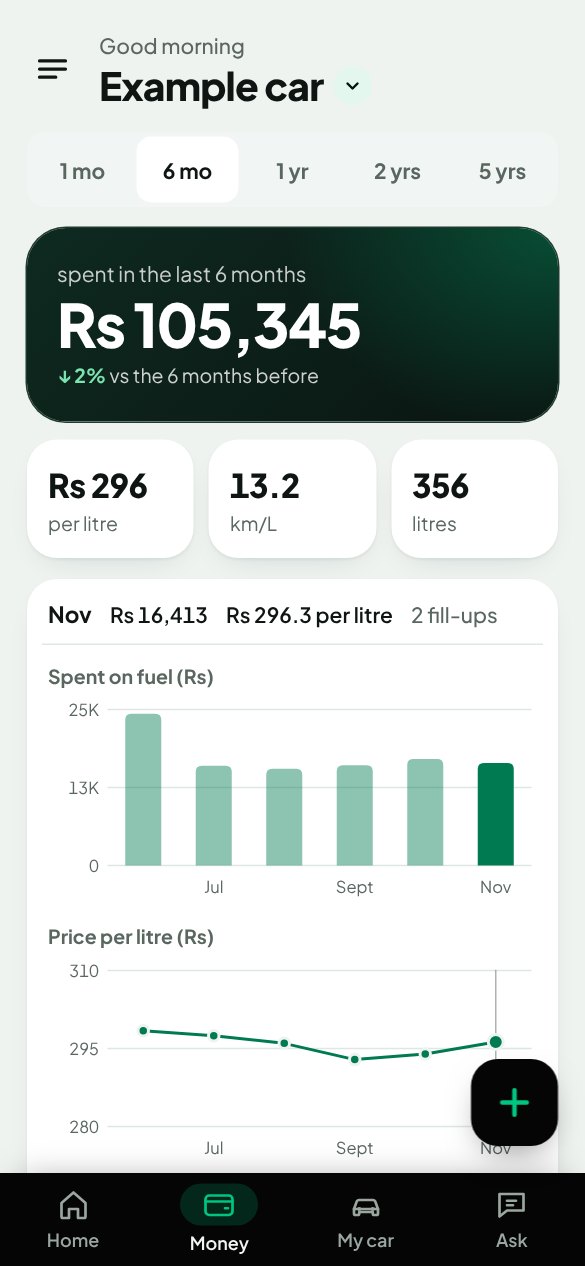 Good morning
Example car
1 mo 6 mo 1 yr 2 yrs 5 yrs
spent in the last 6 months
Rs 105,345
↓ 2% vs the 6 months before
Rs 296 13.2 356
per litre km/L litres
Nov Rs 16,413 Rs 296.3 per litre 2 fill-ups
Spent on fuel (Rs)
25K
13K
0
Jul Sept Nov
Price per litre (Rs)
310
295
280
Jul Sept Nov
Home Money My car Ask